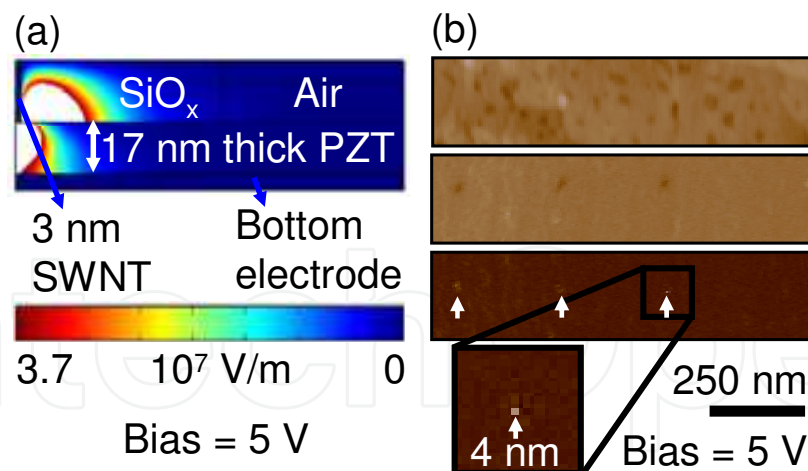 (a)
SiOx Air
17 nm thick PZT
3 nm
SWNT
Bottom
electrode
3.7 10⁷ V/m 0
Bias = 5 V
(b)
4 nm
250 nm
Bias = 5 V